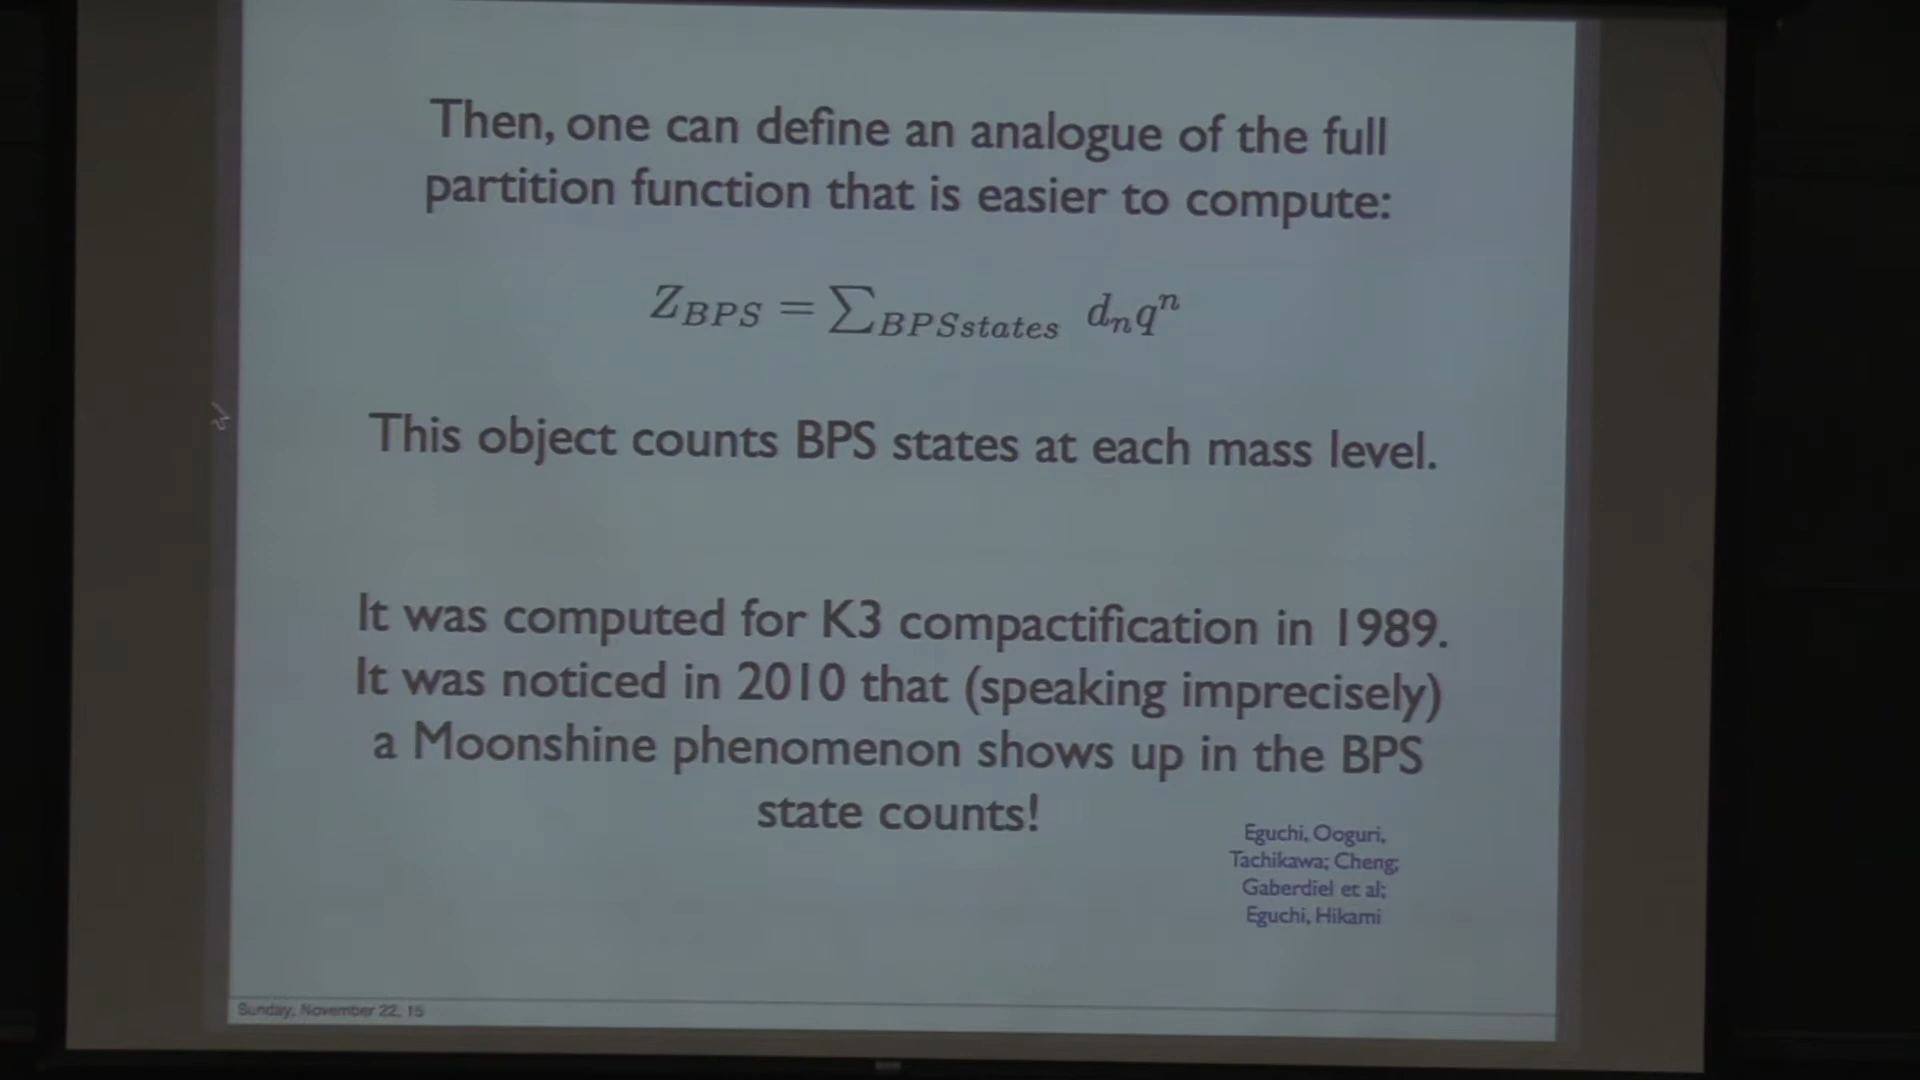 Then, one can define an analogue of the full
partition function that is easier to compute:
Z_{BPS} = ∑_{BPSstates} d_n q^n
This object counts BPS states at each mass level.
It was computed for K3 compactification in 1989.
It was noticed in 2010 that (speaking imprecisely)
a Moonshine phenomenon shows up in the BPS
state counts!
Eguchi, Ooguri,
Tachikawa; Cheng;
Gaberdiel et al;
Eguchi, Hikami
Sunday, November 22, 15